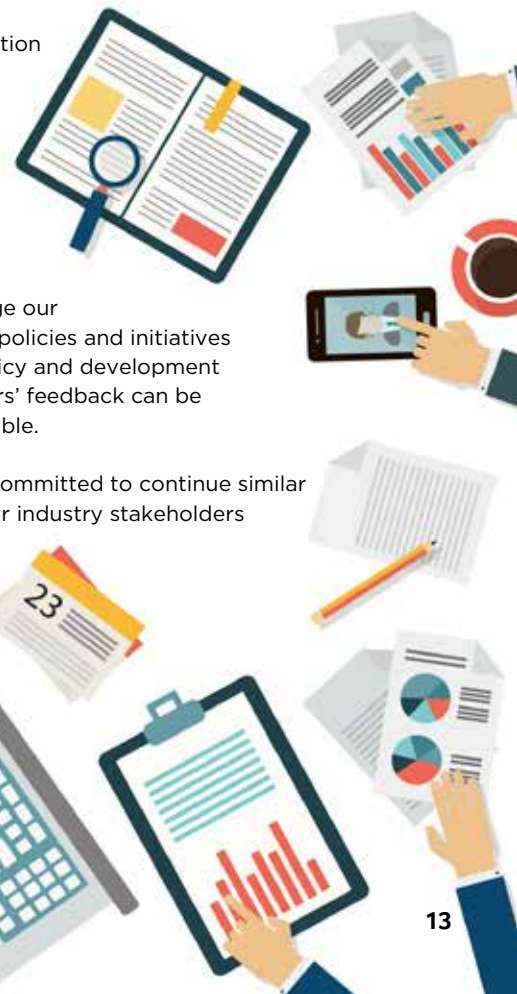 tion
ge our
policies and initiatives
icy and development
rs' feedback can be
ble.
committed to continue similar
r industry stakeholders
23
13